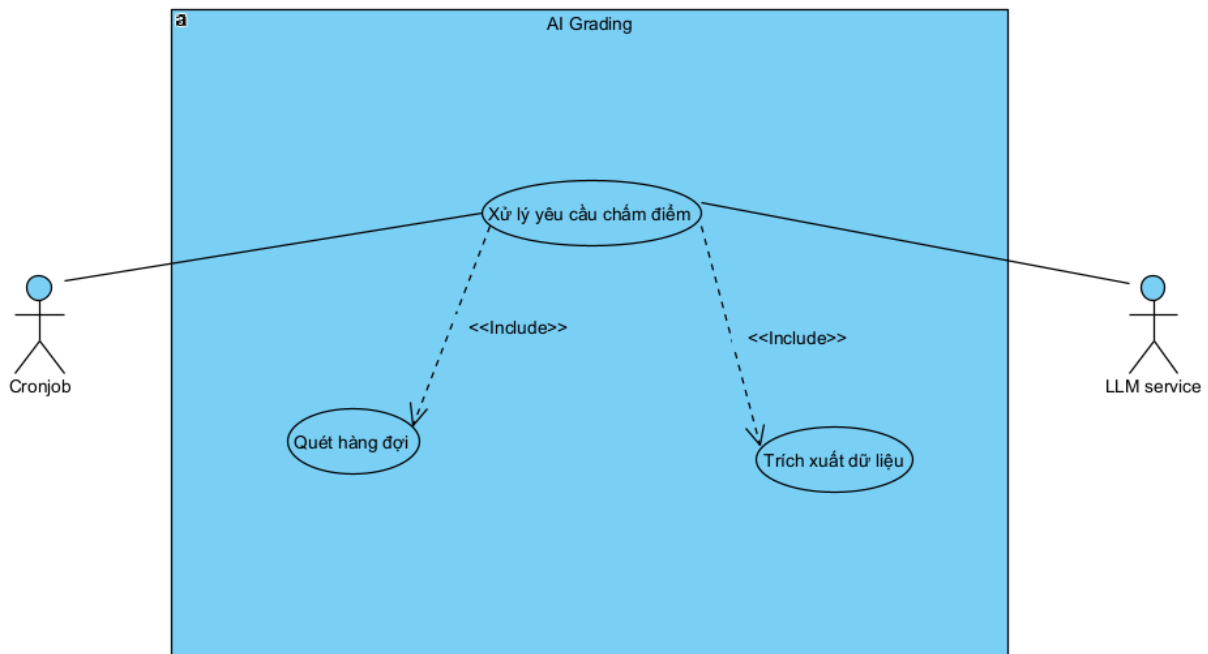 a
AI Grading
Xử lý yêu cầu chấm điểm
<<Include>>
<<Include>>
Cronjob
LLM service
Quét hàng đợi
Trích xuất dữ liệu